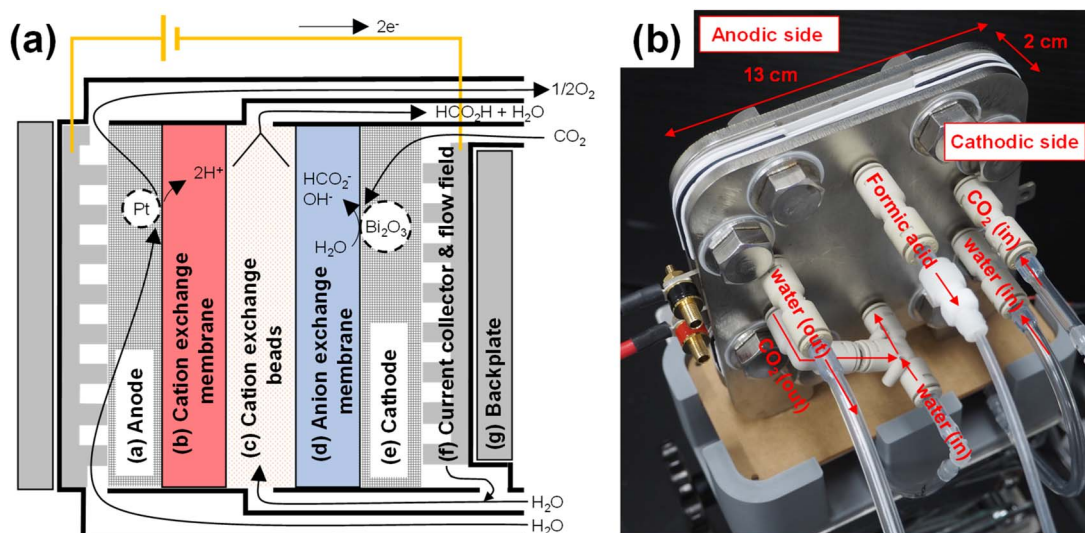 (a)
2e-
1/2O₂
HCO₂H + H₂O
CO₂
2H⁺
Pt
HCO₂⁻
OH⁻
H₂O
Bi₂O₃
(a) Anode
(b) Cation exchange
membrane
(c) Cation exchange
beads
(d) Anion exchange
membrane
(e) Cathode
(f) Current collector & flow field
(g) Backplate
H₂O
H₂O
(b)
Anodic side
2 cm
13 cm
Cathodic side
Formic acid
CO₂ (in)
water (in)
water (out)
CO₂ (out)
water (in)